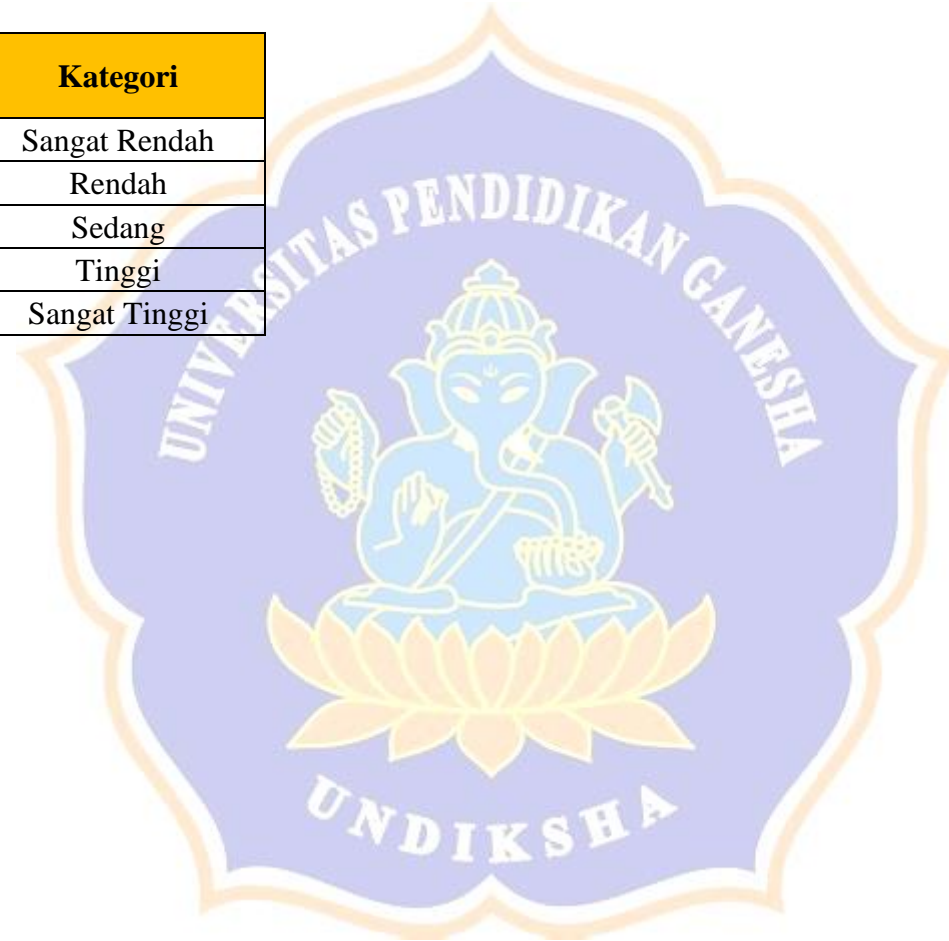 Kategori
Sangat Rendah
Rendah
Sedang
Tinggi
Sangat Tinggi
UNIVERSITAS PENDIDIKAN GANESHA
UNDIKSHA